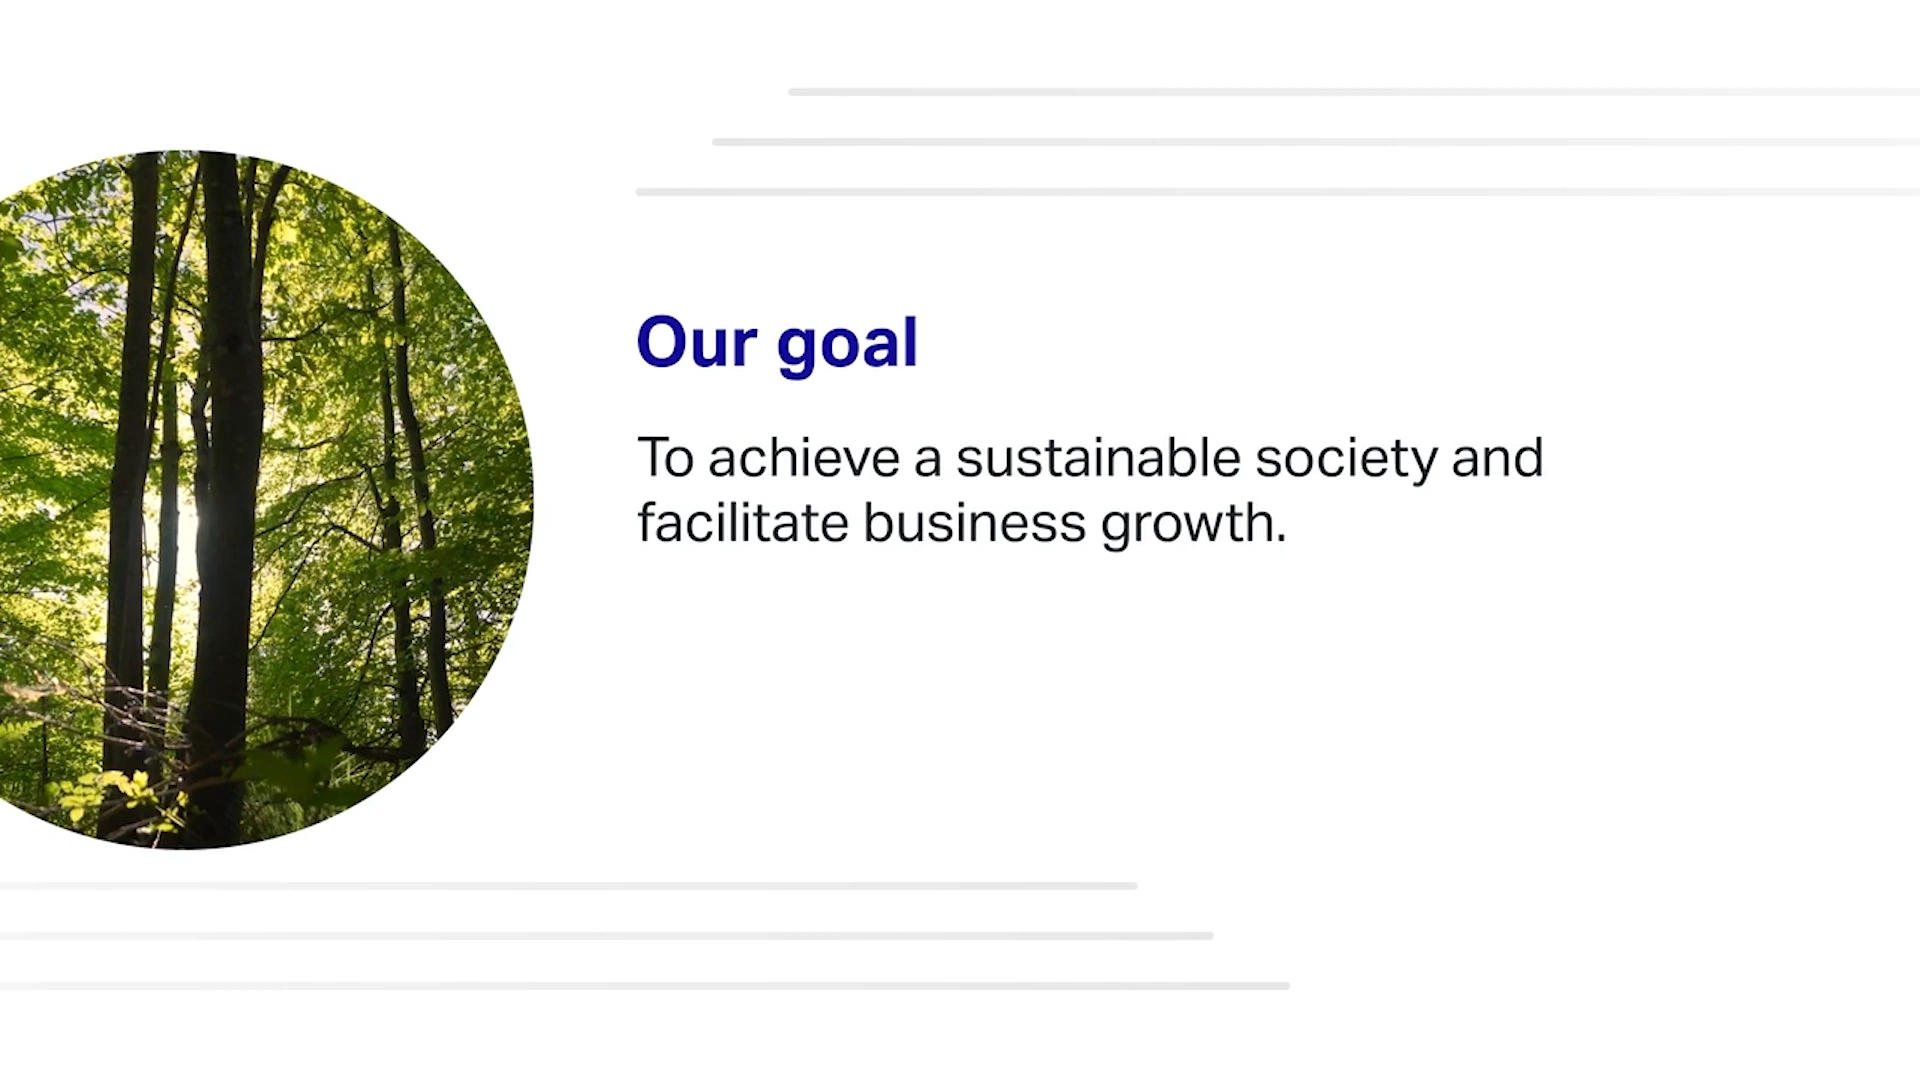 Our goal
To achieve a sustainable society and
facilitate business growth.